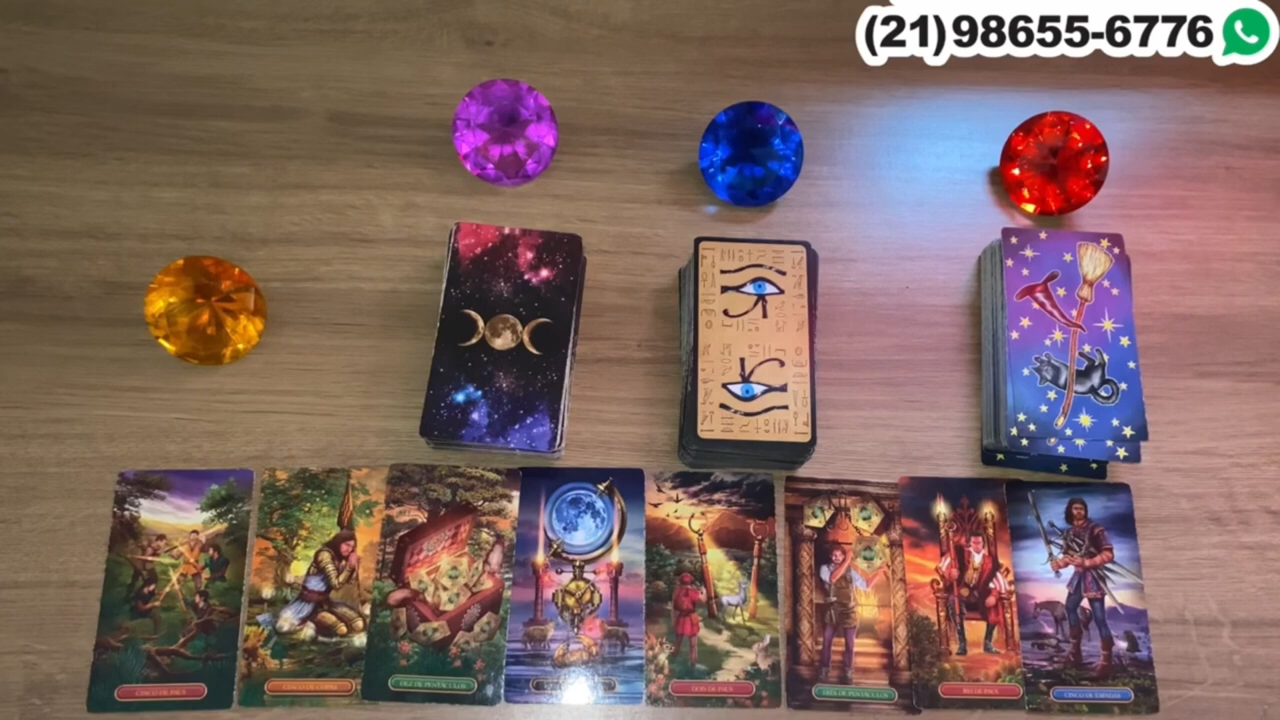 (21)98655-6776
CINCO DE PAUS
CINCO DE COPAS
DEZ DE PENTÁCULOS
DOIS DE PAUS
TRÊS DE PENTÁCULOS
REI DE PAUS
CINCO DE ESPADAS